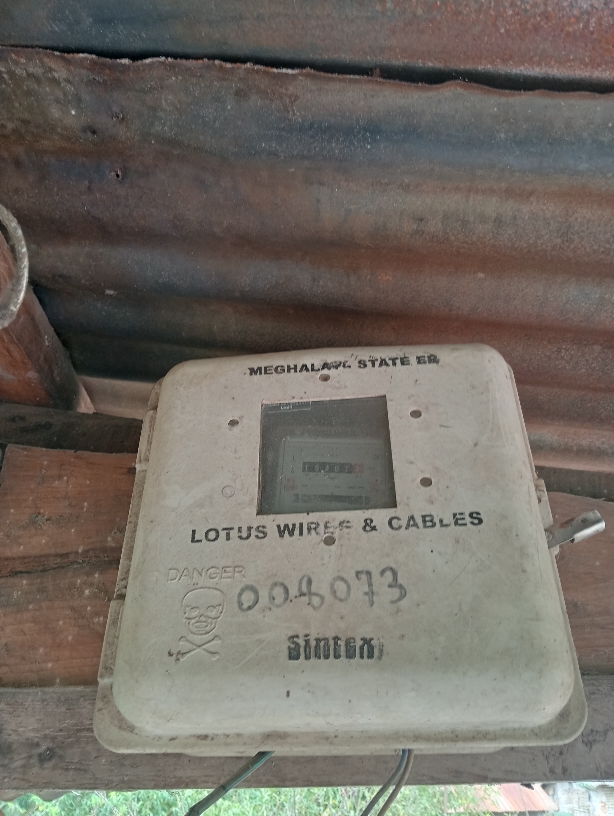 MEGHALAYA STATE EB
LOTUS WIRES & CABLES
DANGER
008073
Sintex